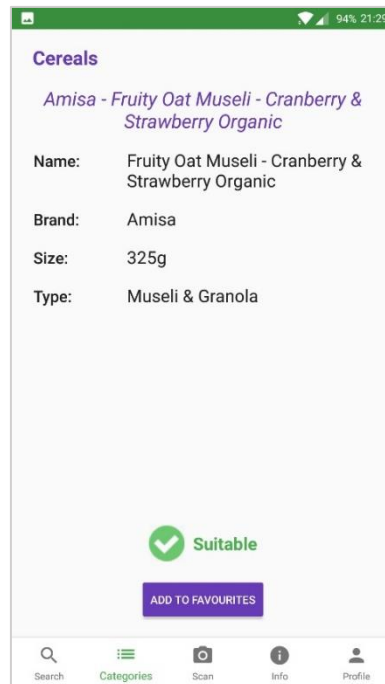 94% 21:29
Cereals
Amisa - Fruity Oat Museli - Cranberry &
Strawberry Organic
Name: Fruity Oat Museli - Cranberry &
Strawberry Organic
Brand: Amisa
Size: 325g
Type: Museli & Granola
Suitable
ADD TO FAVOURITES
Search Categories Scan Info Profile